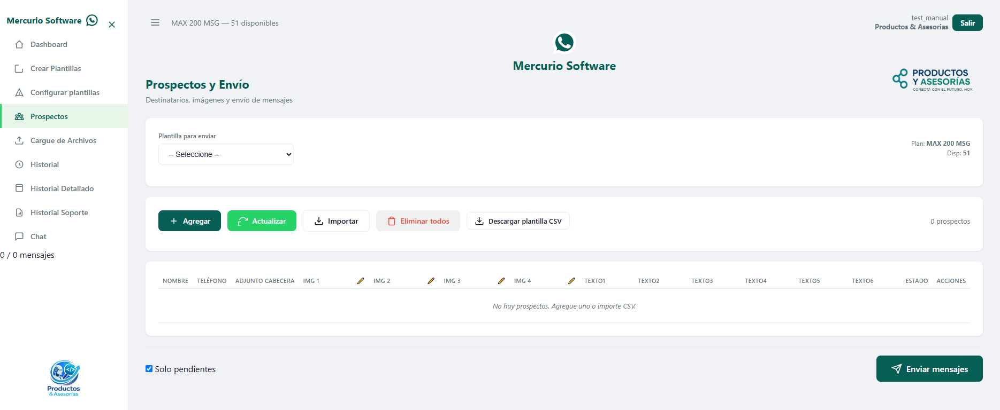 Mercurio Software
Dashboard
Crear Plantillas
Configurar plantillas
Prospectos
Cargue de Archivos
Historial
Historial Detallado
Historial Soporte
Chat
0 / 0 mensajes
Productos
& Asesorías
MAX 200 MSG — 51 disponibles
test_manual
Productos & Asesorias
Salir
Mercurio Software
PRODUCTOS
Y ASESORÍAS
CONECTA CON EL FUTURO, HOY.
Prospectos y Envío
Destinatarios, imágenes y envío de mensajes
Plantilla para enviar
-- Seleccione --
Plan: MAX 200 MSG
Disp: 51
Agregar
Actualizar
Importar
Eliminar todos
Descargar plantilla CSV
0 prospectos
NOMBRE TELÉFONO ADJUNTO CABECERA IMG 1 IMG 2 IMG 3 IMG 4 TEXTO1 TEXTO2 TEXTO3 TEXTO4 TEXTO5 TEXTO6 ESTADO ACCIONES
No hay prospectos. Agregue uno o importe CSV.
Solo pendientes
Enviar mensajes